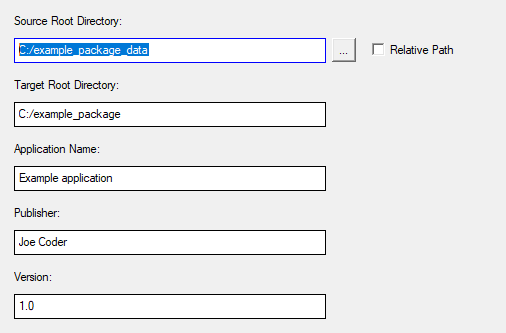 Source Root Directory:
C:/example_package_data
...
Relative Path
Target Root Directory:
C:/example_package
Application Name:
Example application
Publisher:
Joe Coder
Version:
1.0